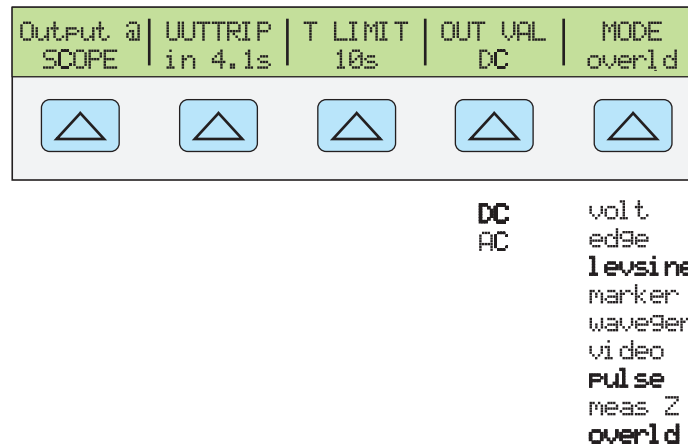 Output @ UUTTRIP T LIMIT OUT VAL MODE
SCOPE in 4.1s 10s DC overld
DC volt
AC edge
levsine
marker
wavegen
video
pulse
meas Z
overld